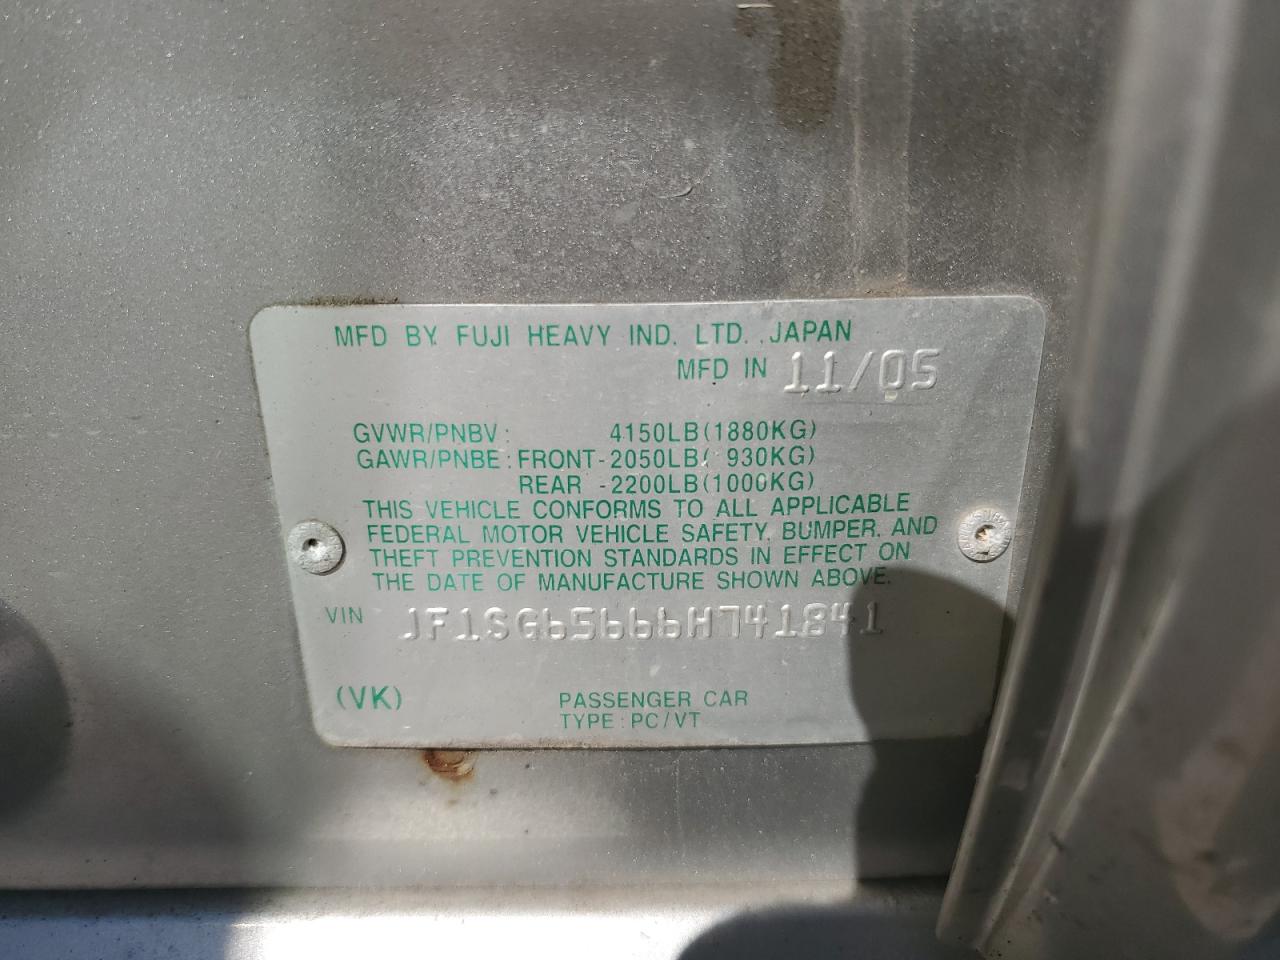 MFD BY. FUJI HEAVY IND. LTD. JAPAN
MFD IN 11/05
GVWR/PNBV: 4150LB(1880KG)
GAWR/PNBE: FRONT-2050LB( 930KG)
REAR -2200LB(1000KG)
THIS VEHICLE CONFORMS TO ALL APPLICABLE
FEDERAL MOTOR VEHICLE SAFETY, BUMPER, AND
THEFT PREVENTION STANDARDS IN EFFECT ON
THE DATE OF MANUFACTURE SHOWN ABOVE.
VIN JF1SG65666H741841
(VK) PASSENGER CAR
TYPE: PC/VT